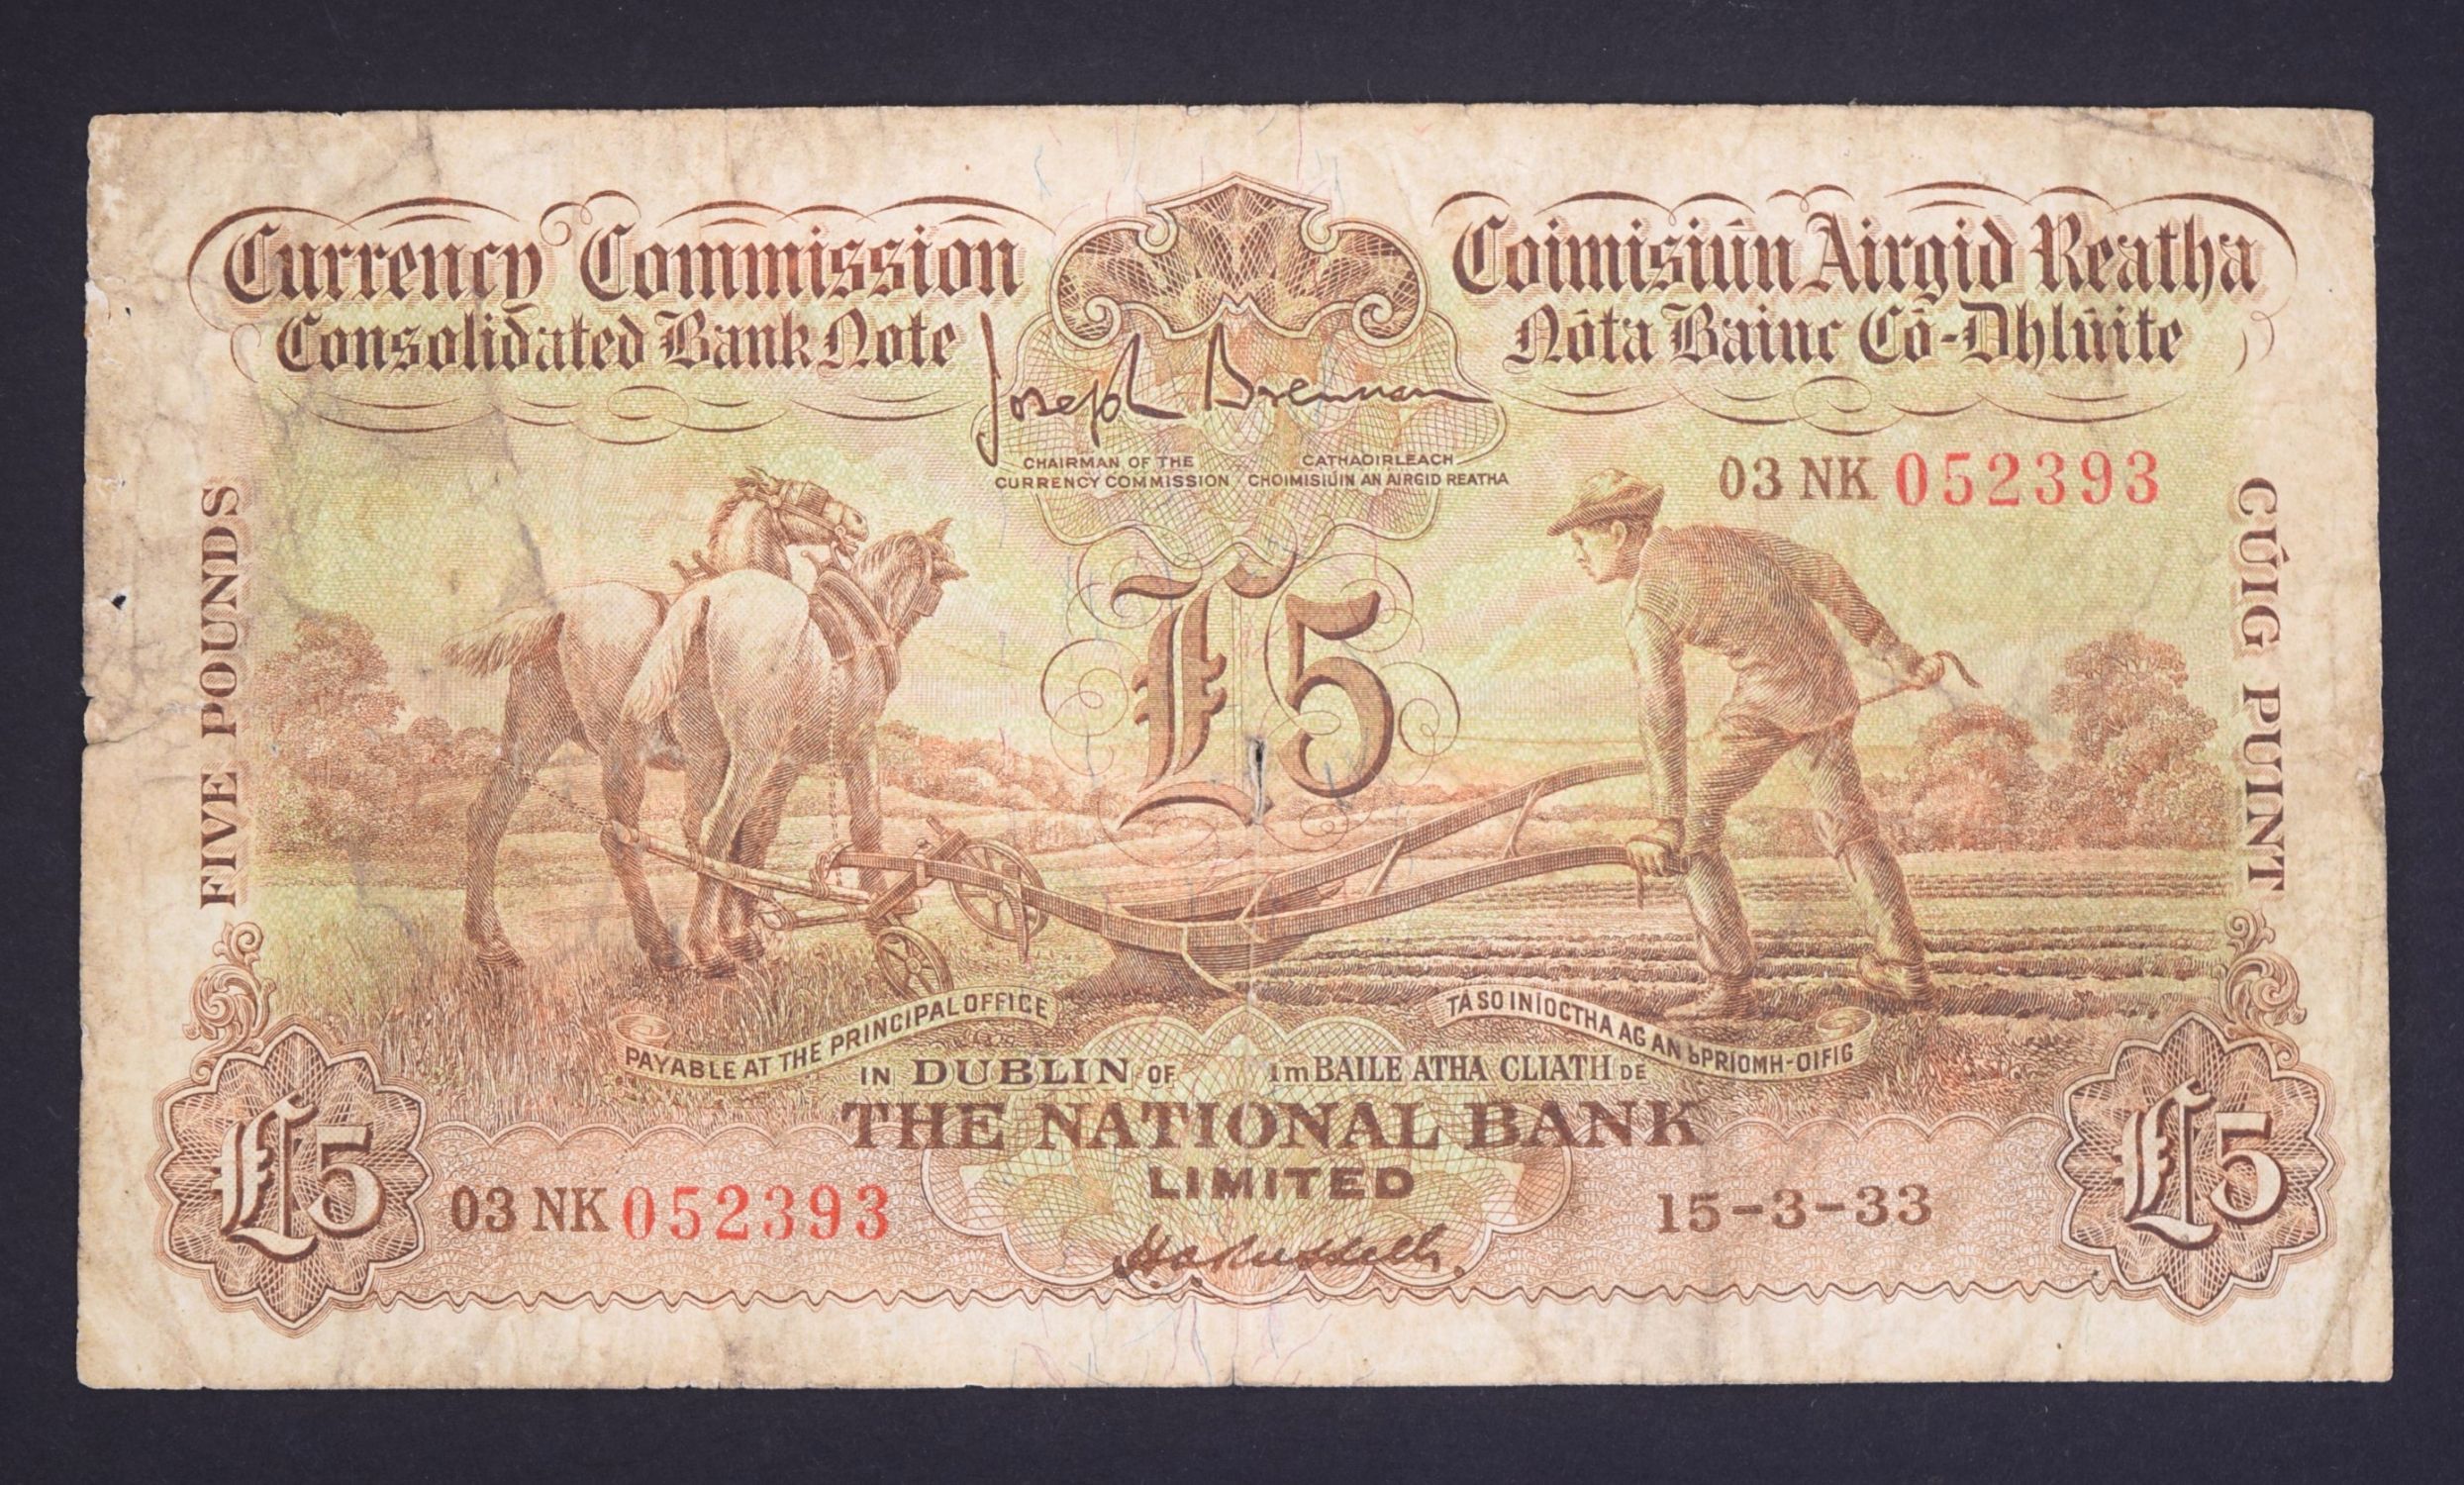 Currency Commission
Consolidated Bank Note
Coimisiún Airgid Reatha
Nóta Bainc Có-Dhlúite
Joseph Brennan
CHAIRMAN OF THE
CURRENCY COMMISSION
CATHAOIRLEACH
CHOIMISIÚIN AN AIRGID REATHA
03 NK 052393
FIVE POUNDS
£5
CÚIG PUINT
PAYABLE AT THE PRINCIPAL OFFICE
TÁ SO INÍOCTHA AG AN bPRÍOMH-OIFIG
IN DUBLIN OF
1m BAILE ATHA CLIATH DE
THE NATIONAL BANK
LIMITED
£5
03 NK 052393
15-3-33
£5